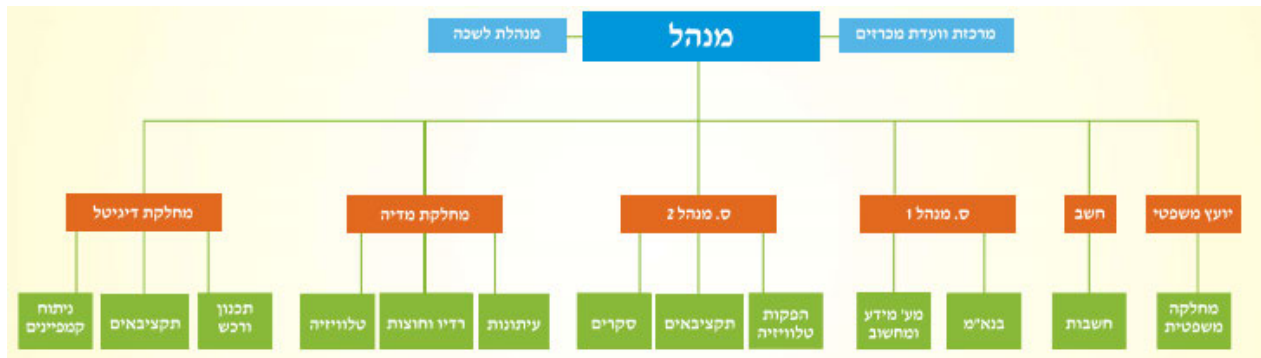 מרכזת וועדת מכרזים
מנהל
מנהלת לשכה
יועץ משפטי
חשב
ס. מנהל 1
ס. מנהל 2
מחלקת מדיה
מחלקת דיגיטל
מחלקה
משפטית
חשבות
בנא"מ
מע' מידע
ומחשוב
הפקות
טלוויזיה
תקציבאים
סקרים
עיתונות
רדיו וחוצות
טלוויזיה
תכנון
ורכש
תקציבאים
ניתוח
קמפיינים